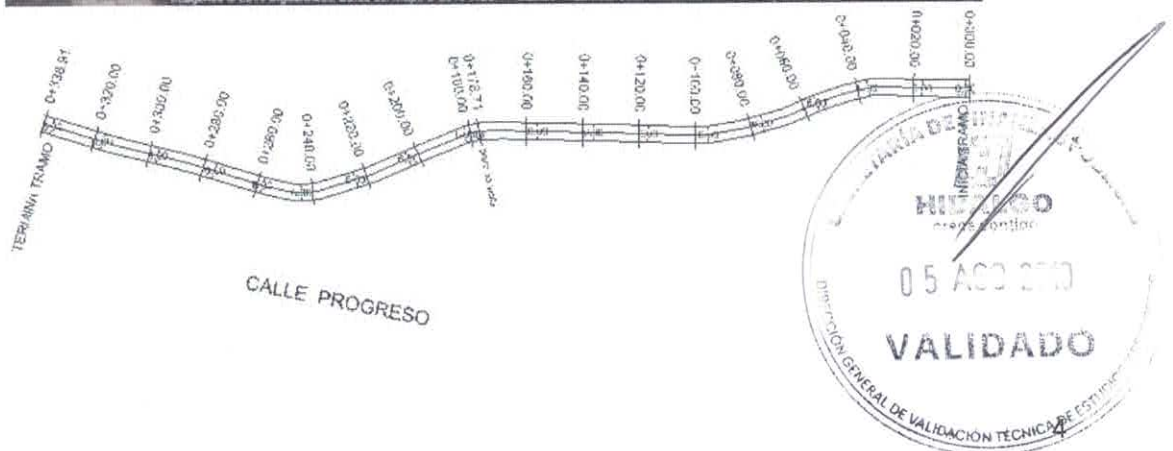 0+338.91
0+320.00
0+300.00
0+280.00
0+260.00
0+240.00
0+220.00
0+200.00
0+180.00
0+178.71
0+160.00
0+140.00
0+120.00
0+100.00
0+080.00
0+060.00
0+040.00
0+020.00
0+000.00
TERMINA TRAMO
INICIA TRAMO
CALLE PROGRESO
HIDALGO
crece contigo
05 AGO
VALIDADO
DIRECCIÓN GENERAL DE VALIDACIÓN TÉCNICA DE
4